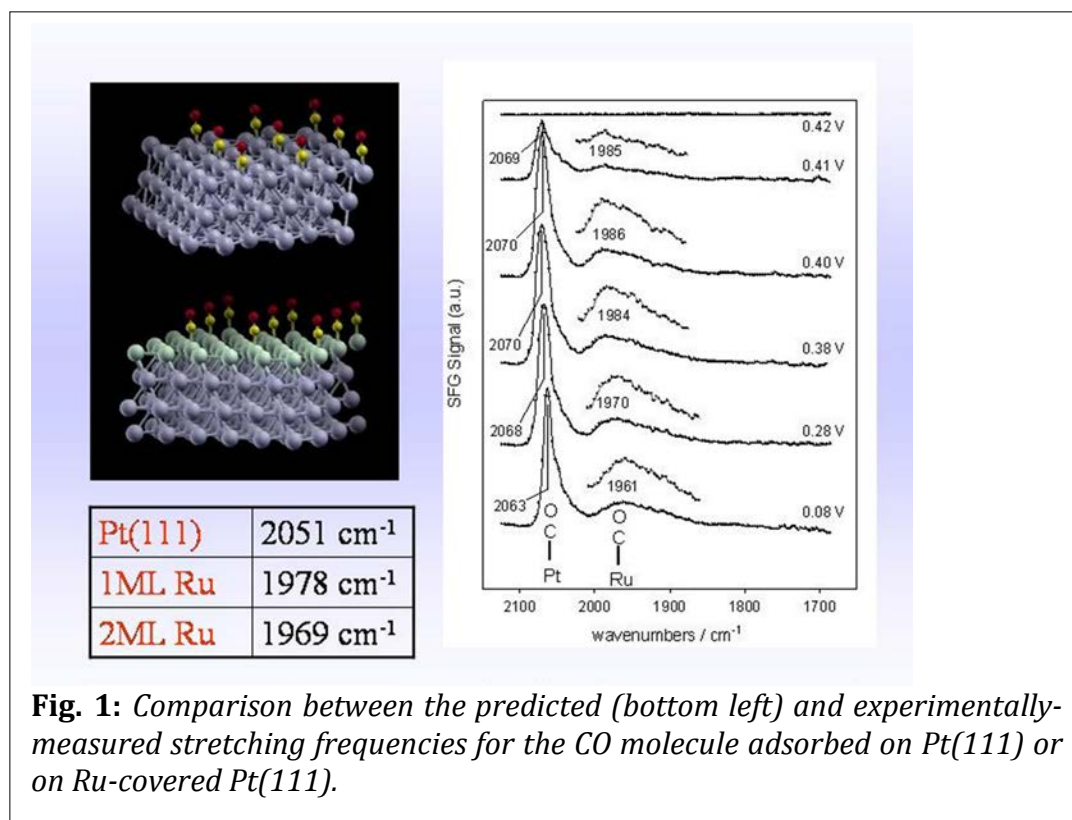 Pt(111) 2051 cm⁻¹
1ML Ru 1978 cm⁻¹
2ML Ru 1969 cm⁻¹
SFG Signal (a.u.)
0.42 V
2069
1985
0.41 V
2070
1986
0.40 V
2070
1984
0.38 V
2068
1970
0.28 V
2063
1961
0.08 V
O O
C C
Pt Ru
2100 2000 1900 1800 1700
wavenumbers / cm⁻¹
Fig. 1: Comparison between the predicted (bottom left) and experimentally-
measured stretching frequencies for the CO molecule adsorbed on Pt(111) or
on Ru-covered Pt(111).